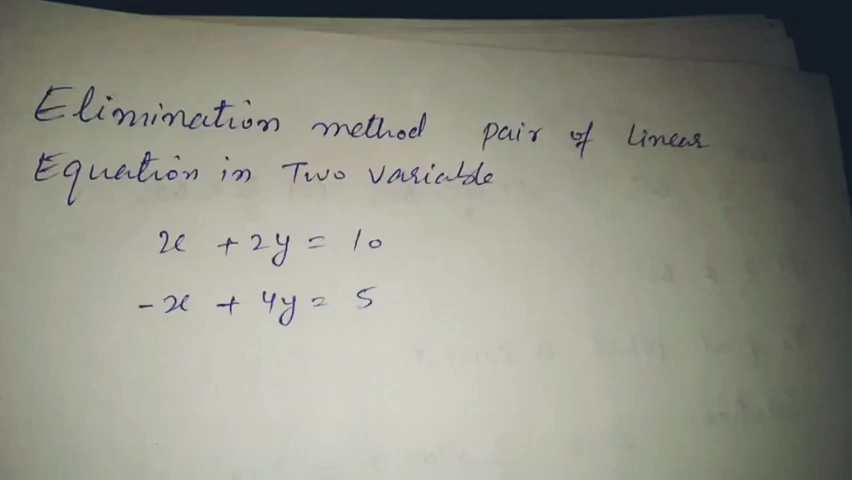 Elimination method pair of linear
Equation in Two variable
x + 2y = 10
-x + 4y = 5